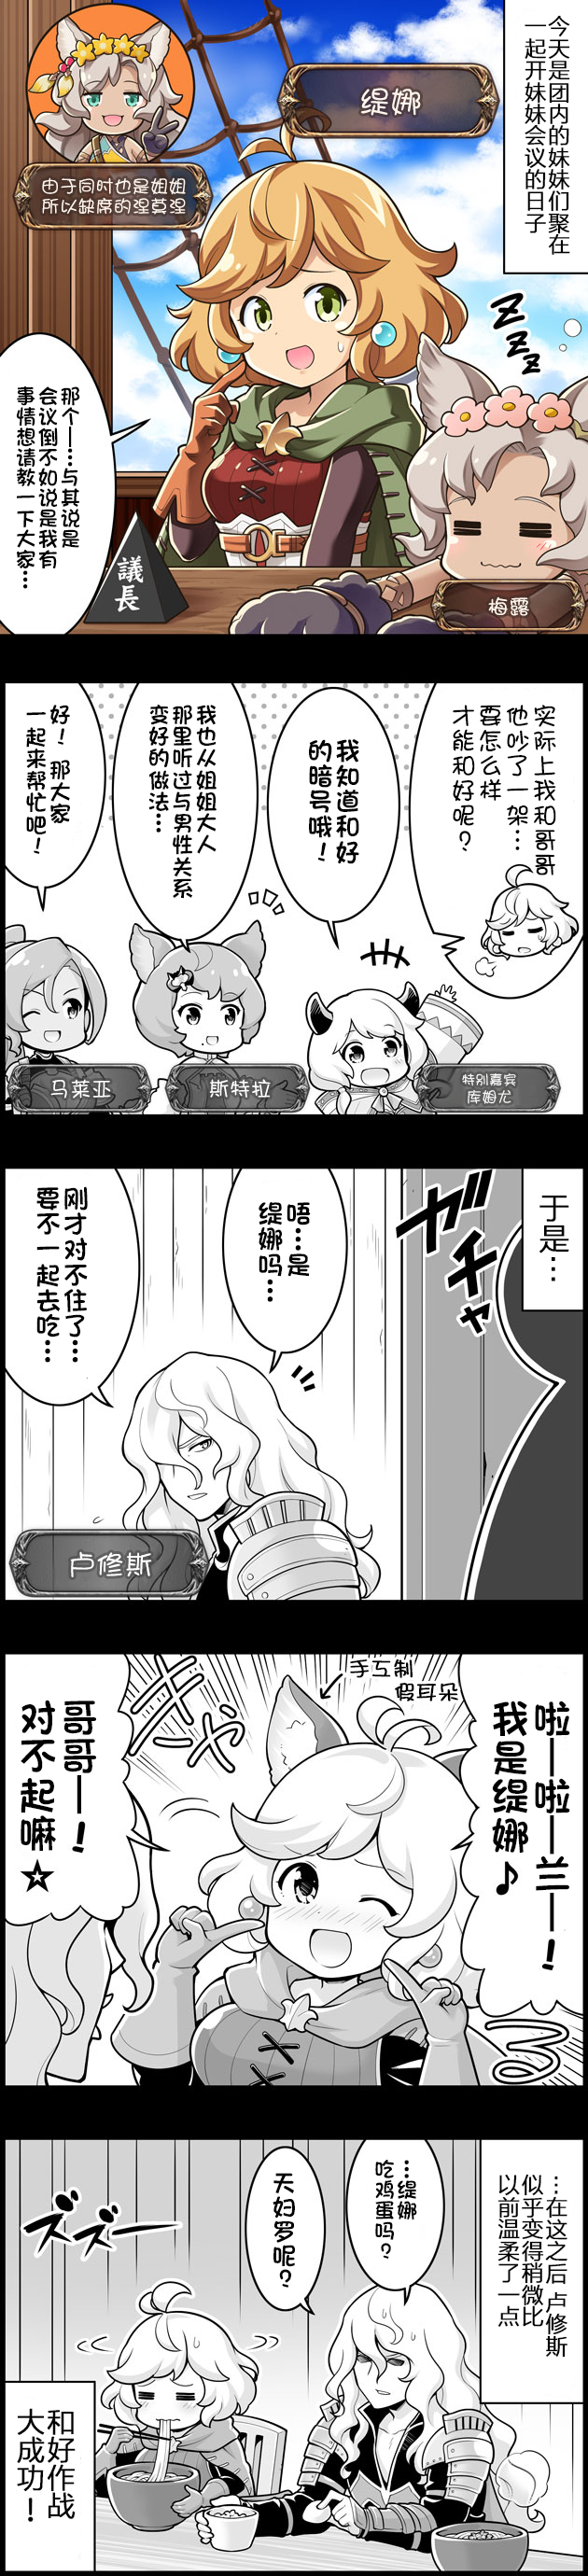 今天是团内的妹妹们聚在
一起开妹妹会议的日子
缇娜
由于同时也是姐姐
所以缺席的涅莫涅
zzz
那个—…与其说是
会议倒不如说是我有
事情想请教一下大家…
議長
梅露
实际上我和哥哥
他吵了一架…
要怎么样
才能和好呢？
我知道和好
的暗号哦！
我也从姐姐大人
那里听过与男性关系
变好的做法…
好！那大家
一起来帮忙吧！
特别嘉宾
库姆尤
斯特拉
马莱亚
于是…
ガチャ
唔…是
缇娜吗…
刚才对不住了…
要不一起去吃…
卢修斯
手工制
假耳朵
啦—啦—兰—！
我是缇娜♪
キャ
哥哥—！
对不起嘛☆
…在这之后 卢修斯
似乎变得稍微比
以前温柔了一点
…缇娜
吃鸡蛋吗？
天妇罗呢？
ズズー
和好作战
大成功！